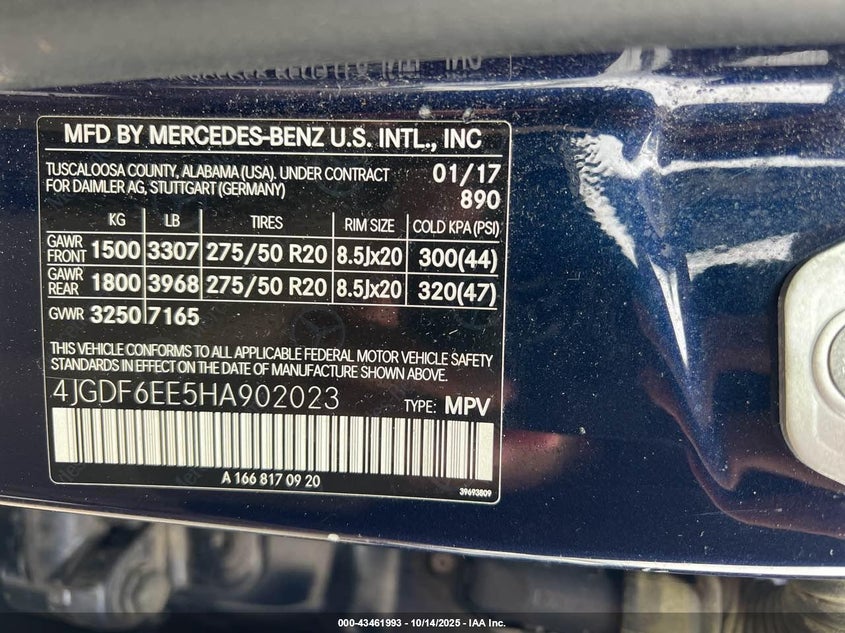 MFD BY MERCEDES-BENZ U.S. INTL., INC
TUSCALOOSA COUNTY, ALABAMA (USA). UNDER CONTRACT 01/17
FOR DAIMLER AG, STUTTGART (GERMANY) 890
KG LB TIRES RIM SIZE COLD KPA (PSI)
GAWR FRONT 1500 3307 275/50 R20 8.5Jx20 300(44)
GAWR REAR 1800 3968 275/50 R20 8.5Jx20 320(47)
GVWR 3250 7165
THIS VEHICLE CONFORMS TO ALL APPLICABLE FEDERAL MOTOR VEHICLE SAFETY
STANDARDS IN EFFECT ON THE DATE OF MANUFACTURE SHOWN ABOVE.
4JGDF6EE5HA902023 TYPE: MPV
A 166 817 09 20
39693809
000-43461993 - 10/14/2025 - IAA Inc.